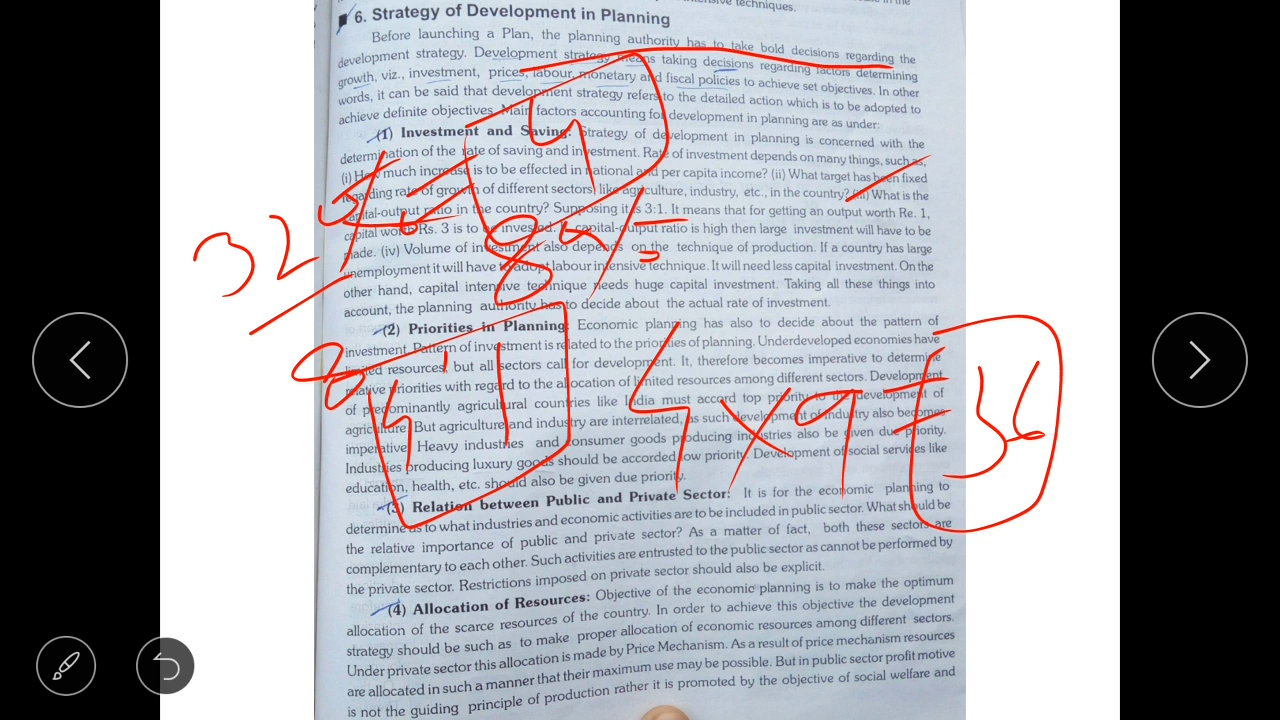 nsive techniques.
6. Strategy of Development in Planning
Before launching a Plan, the planning authority has to take bold decisions regarding the
development strategy. Development strategy means taking decisions regarding factors determining
growth, viz., investment, prices, labour, monetary and fiscal policies to achieve set objectives. In other
words, it can be said that development strategy refers to the detailed action which is to be adopted to
achieve definite objectives. Main factors accounting for development in planning are as under:
(1) Investment and Saving: Strategy of development in planning is concerned with the
determination of the rate of saving and investment. Rate of investment depends on many things, such as,
(i) How much increase is to be effected in national and per capita income? (ii) What target has been fixed
regarding rate of growth of different sectors like agriculture, industry, etc., in the country? (iii) What is the
capital-output ratio in the country? Supposing it is 3:1. It means that for getting an output worth Re. 1,
capital worth Rs. 3 is to be invested. If capital-output ratio is high then large investment will have to be
made. (iv) Volume of investment also depends on the technique of production. If a country has large
unemployment it will have to adopt labour intensive technique. It will need less capital investment. On the
other hand, capital intensive technique needs huge capital investment. Taking all these things into
account, the planning authority has to decide about the actual rate of investment.
(2) Priorities in Planning: Economic planning has also to decide about the pattern of
investment. Pattern of investment is related to the priorities of planning. Underdeveloped economies have
limited resources, but all sectors call for development. It, therefore becomes imperative to determine
relative priorities with regard to the allocation of limited resources among different sectors. Development
of predominantly agricultural countries like India must accord top priority to the development of
agriculture. But agriculture and industry are interrelated, as such development of industry also becomes
imperative. Heavy industries and consumer goods producing industries also be given due priority.
Industries producing luxury goods should be accorded low priority. Development of social services like
education, health, etc. should also be given due priority.
(3) Relation between Public and Private Sector: It is for the economic planning to
determine as to what industries and economic activities are to be included in public sector. What should be
the relative importance of public and private sector? As a matter of fact, both these sectors are
complementary to each other. Such activities are entrusted to the public sector as cannot be performed by
the private sector. Restrictions imposed on private sector should also be explicit.
(4) Allocation of Resources: Objective of the economic planning is to make the optimum
allocation of the scarce resources of the country. In order to achieve this objective the development
strategy should be such as to make proper allocation of economic resources among different sectors.
Under private sector this allocation is made by Price Mechanism. As a result of price mechanism resources
are allocated in such a manner that their maximum use may be possible. But in public sector profit motive
is not the guiding principle of production rather it is promoted by the objective of social welfare and
32
9
89
8
4 x 9 = 36